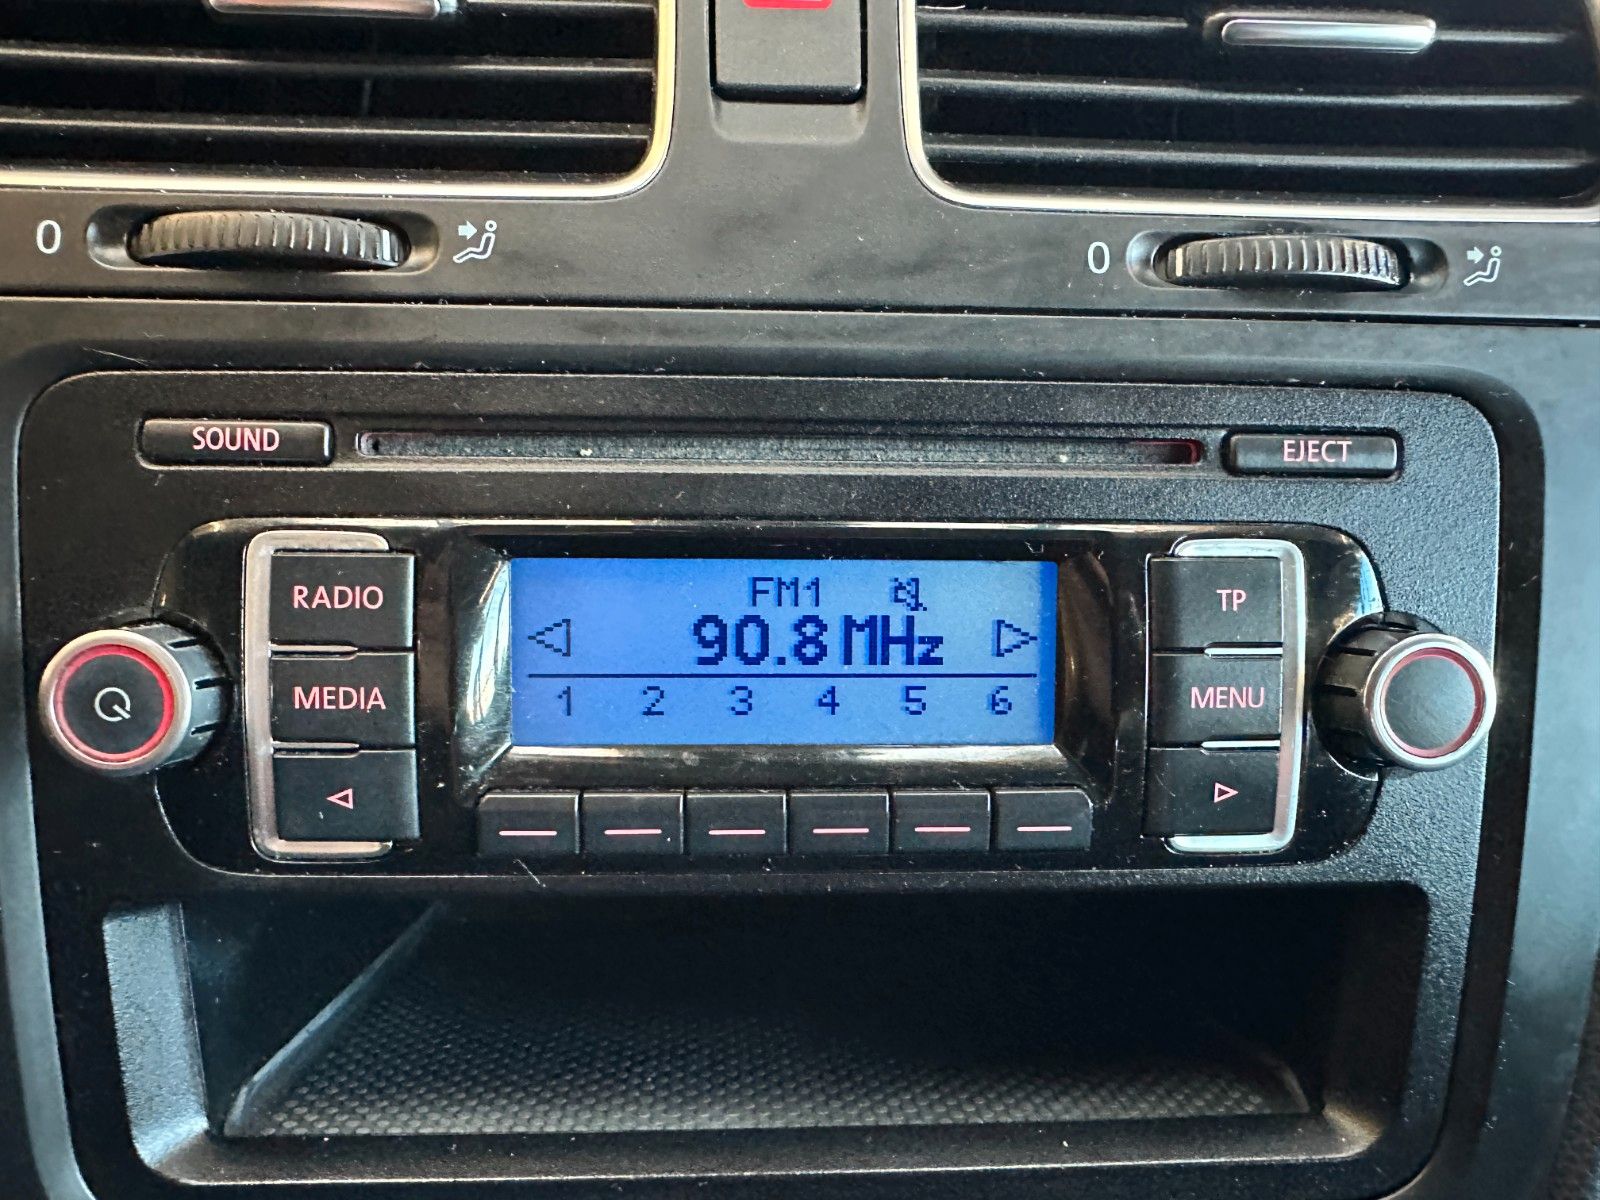 0
0
SOUND
EJECT
RADIO
FM1
TP
90.8 MHz
MEDIA
1 2 3 4 5 6
MENU